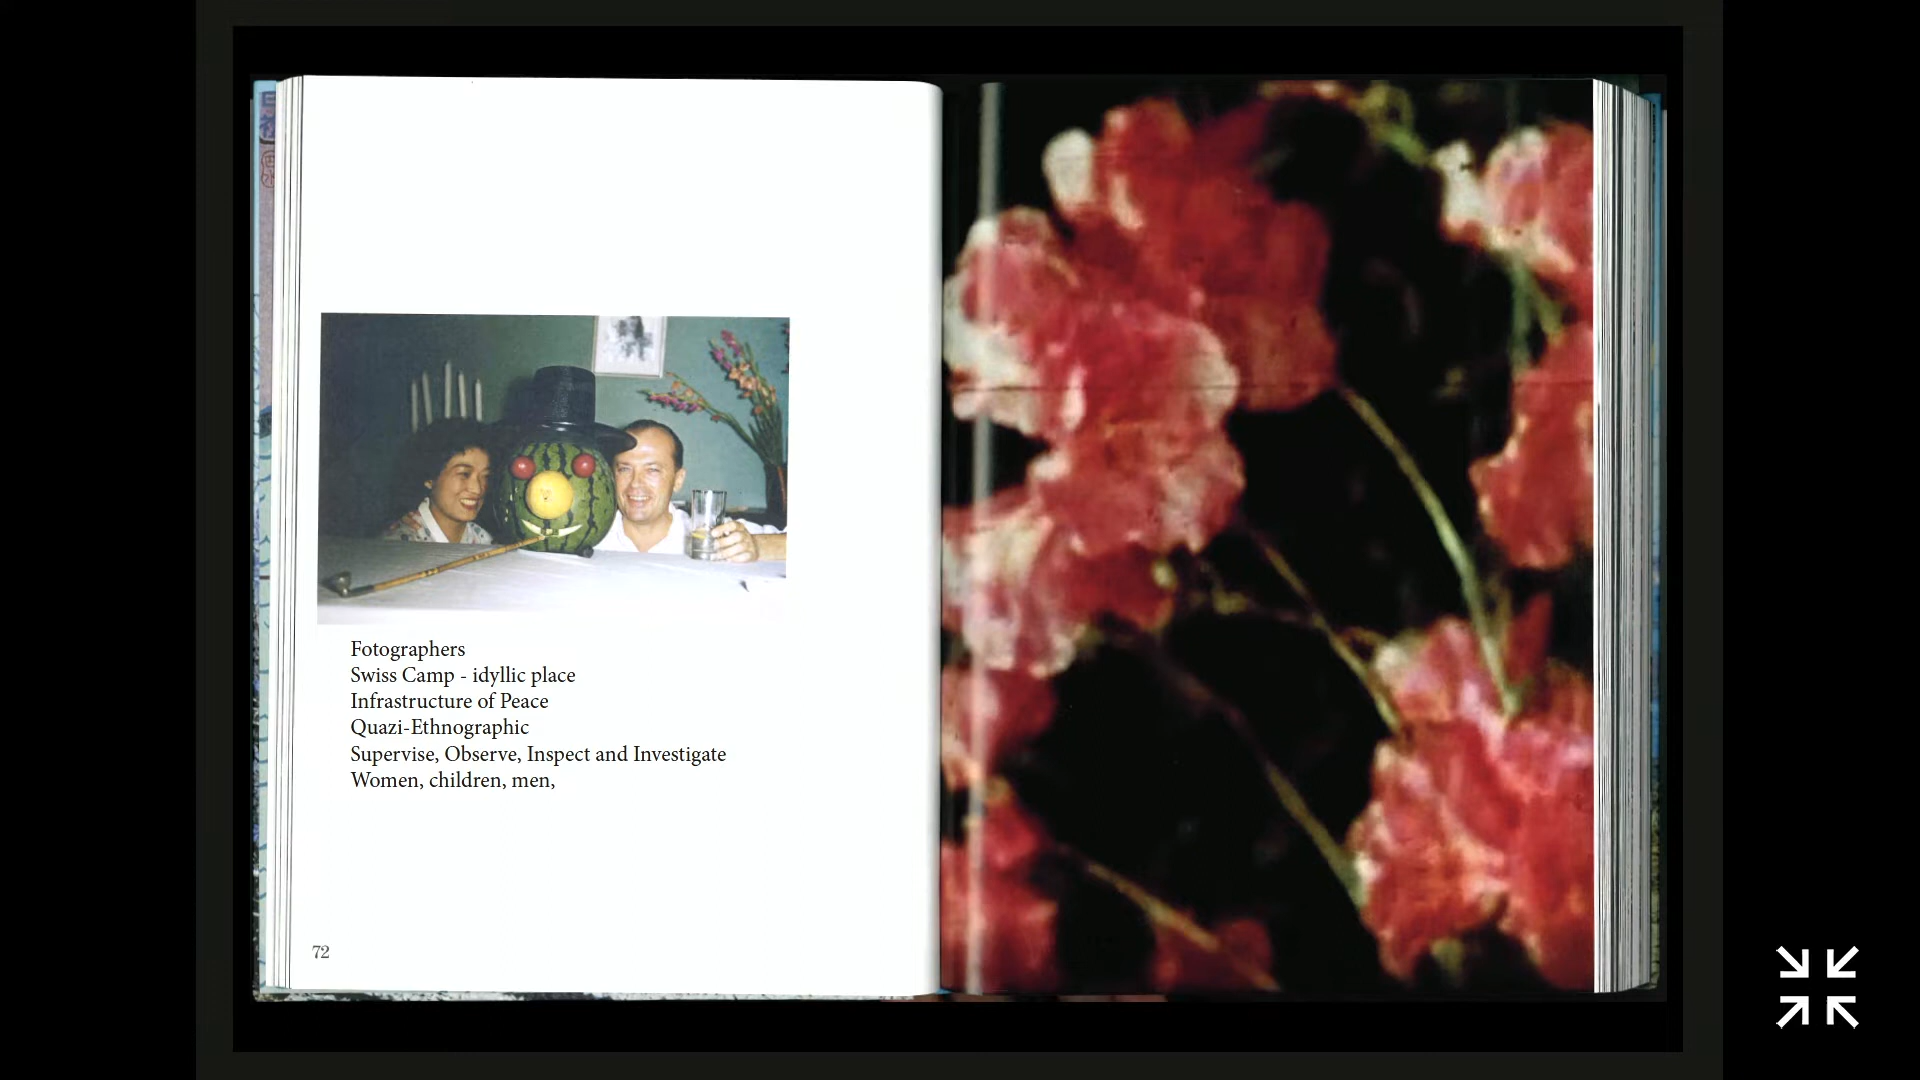 Fotographers
Swiss Camp - idyllic place
Infrastructure of Peace
Quazi-Ethnographic
Supervise, Observe, Inspect and Investigate
Women, children, men,
72